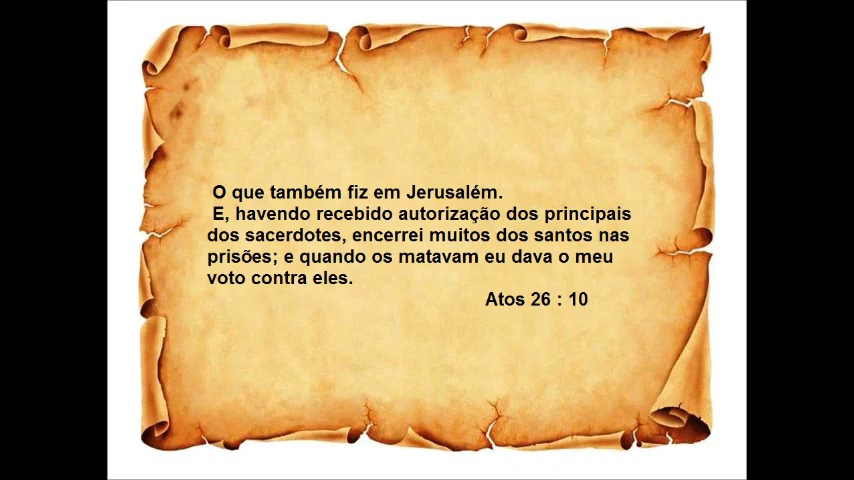 O que também fiz em Jerusalém.
E, havendo recebido autorização dos principais
dos sacerdotes, encerrei muitos dos santos nas
prisões; e quando os matavam eu dava o meu
voto contra eles.
Atos 26 : 10